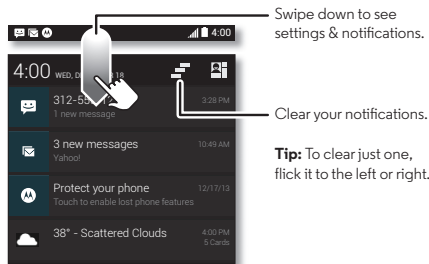 4:00
Swipe down to see
settings & notifications.
4:00 WED, 18
312-55 12
3:28 PM
1 new message
Clear your notifications.
3 new messages
10:49 AM
Yahoo!
Tip: To clear just one,
flick it to the left or right.
Protect your phone
12/17/13
Touch to enable lost phone features
38° - Scattered Clouds
4:00 PM
5 Cards